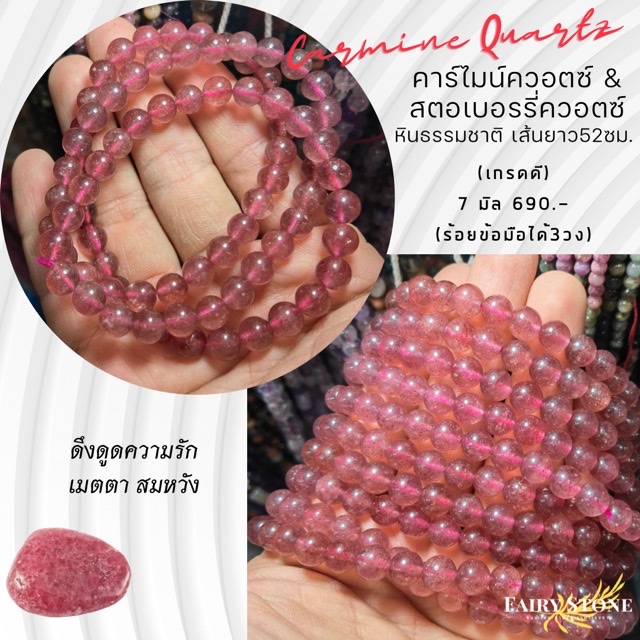 Carmine Quartz
คาร์ไมน์ควอตซ์ &
สตอเบอรรี่ควอตซ์
หินธรรมชาติ เส้นยาว52ซม.
(เกรดดี)
7 มิล 690.-
(ร้อยข้อมือได้3วง)
ดึงดูดความรัก
เมตตา สมหวัง
FAIRY STONE